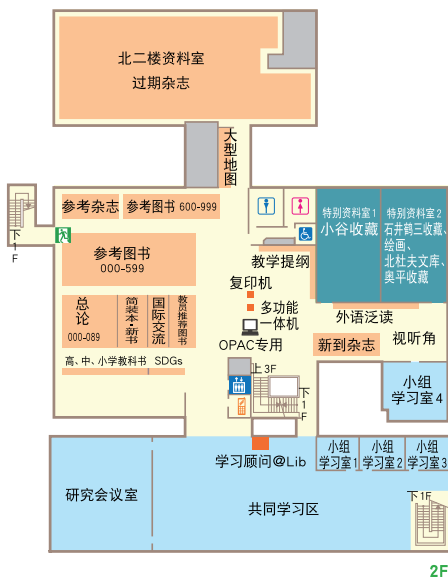 北二楼资料室
过期杂志
大型地图
参考杂志
参考图书 600-999
特别资料室1
小谷收藏
特别资料室2
石井鹤三收藏、
绘画、
北杜夫文库、
奥平收藏
下1F
参考图书
000-599
教学提纲
复印机
多功能
一体机
OPAC专用
外语泛读
新到杂志
视听角
总论
000-089
简装本·新书
国际交流
教员推荐图书
高、中、小学教科书 SDGs
上3F
下1F
小组
学习室4
学习顾问@Lib
小组
学习室1
小组
学习室2
小组
学习室3
研究会议室
共同学习区
下1F
2F